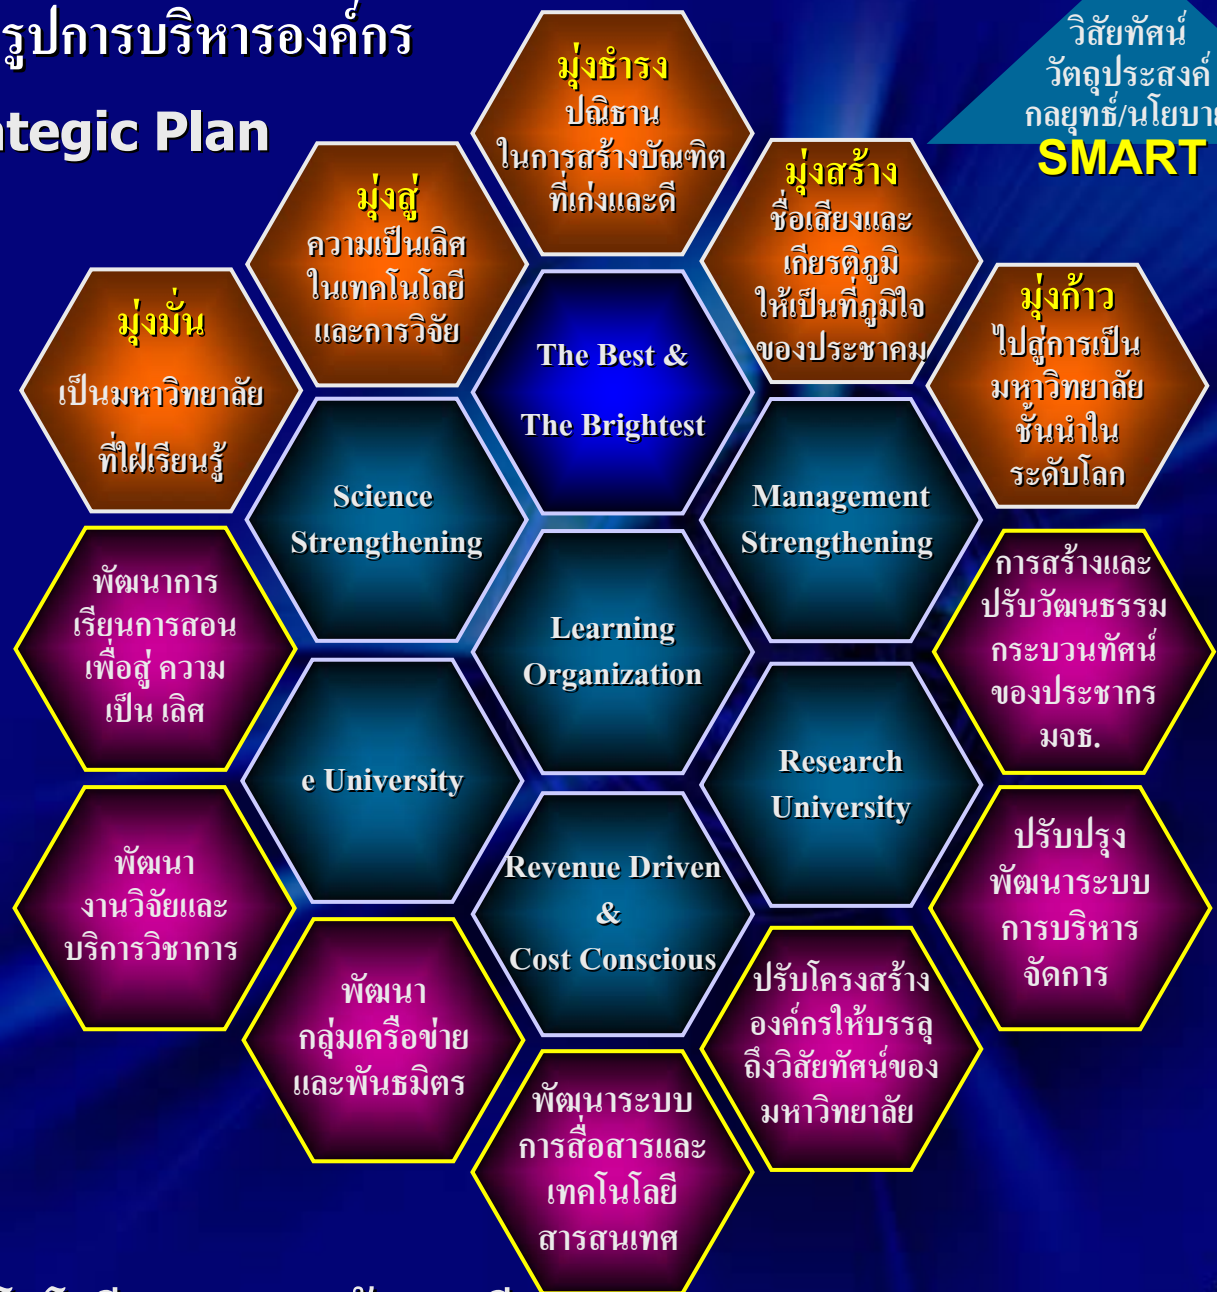 รูปการบริหารองค์กร
ategic Plan
วิสัยทัศน์
วัตถุประสงค์
กลยุทธ์/นโยบาย
SMART
มุ่งธำรง
ปณิธาน
ในการสร้างบัณฑิต
ที่เก่งและดี
มุ่งสู่
ความเป็นเลิศ
ในเทคโนโลยี
และการวิจัย
มุ่งสร้าง
ชื่อเสียงและ
เกียรติภูมิ
ให้เป็นที่ภูมิใจ
ของประชาคม
มุ่งมั่น
เป็นมหาวิทยาลัย
ที่ใฝ่เรียนรู้
มุ่งก้าว
ไปสู่การเป็น
มหาวิทยาลัย
ชั้นนำใน
ระดับโลก
The Best &
The Brightest
Science
Strengthening
Management
Strengthening
Learning
Organization
e University
Research
University
Revenue Driven
&
Cost Conscious
พัฒนาการ
เรียนการสอน
เพื่อสู่ ความ
เป็น เลิศ
การสร้างและ
ปรับวัฒนธรรม
กระบวนทัศน์
ของประชากร
มจธ.
พัฒนา
งานวิจัยและ
บริการวิชาการ
ปรับปรุง
พัฒนาระบบ
การบริหาร
จัดการ
พัฒนา
กลุ่มเครือข่าย
และพันธมิตร
ปรับโครงสร้าง
องค์กรให้บรรลุ
ถึงวิสัยทัศน์ของ
มหาวิทยาลัย
พัฒนาระบบ
การสื่อสารและ
เทคโนโลยี
สารสนเทศ